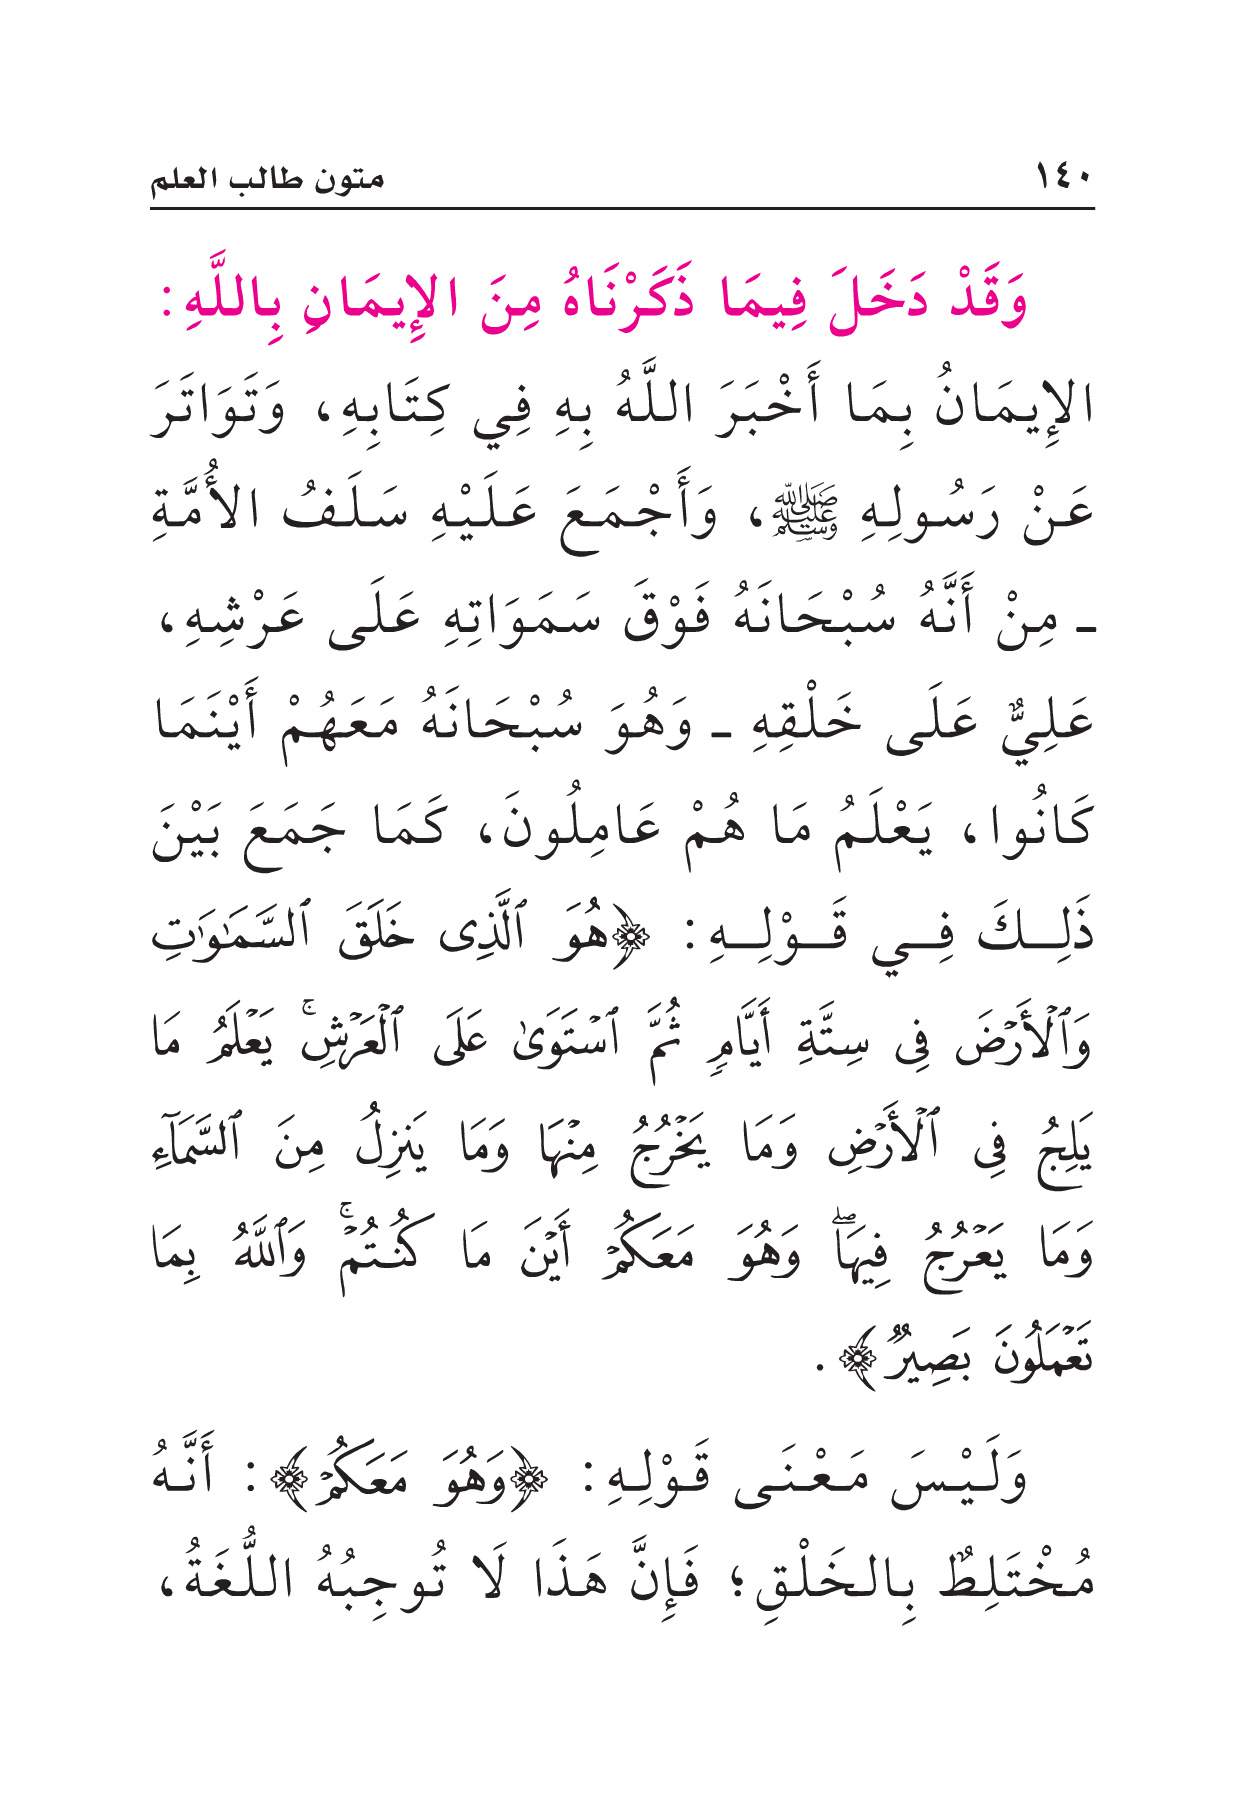 ١٤٠
متون طالب العلم
وَقَدْ دَخَلَ فِيمَا ذَكَرْنَاهُ مِنَ الإِيمَانِ بِاللَّهِ:
الإِيمَانُ بِمَا أَخْبَرَ اللَّهُ بِهِ فِي كِتَابِهِ، وَتَوَاتَرَ
عَنْ رَسُولِهِ ﷺ، وَأَجْمَعَ عَلَيْهِ سَلَفُ الأُمَّةِ
ـ مِنْ أَنَّهُ سُبْحَانَهُ فَوْقَ سَمَوَاتِهِ عَلَى عَرْشِهِ،
عَلِيٌّ عَلَى خَلْقِهِ ـ وَهُوَ سُبْحَانَهُ مَعَهُمْ أَيْنَمَا
كَانُوا، يَعْلَمُ مَا هُمْ عَامِلُونَ، كَمَا جَمَعَ بَيْنَ
ذَلِكَ فِي قَوْلِهِ: ﴿هُوَ ٱلَّذِى خَلَقَ ٱلسَّمَٰوَٰتِ
وَٱلْأَرْضَ فِى سِتَّةِ أَيَّامٍ ثُمَّ ٱسْتَوَىٰ عَلَى ٱلْعَرْشِۚ يَعْلَمُ مَا
يَلِجُ فِى ٱلْأَرْضِ وَمَا يَخْرُجُ مِنْهَا وَمَا يَنزِلُ مِنَ ٱلسَّمَآءِ
وَمَا يَعْرُجُ فِيهَاۖ وَهُوَ مَعَكُمْ أَيْنَ مَا كُنتُمْۚ وَٱللَّهُ بِمَا
تَعْمَلُونَ بَصِيرٌ﴾.
وَلَيْسَ مَعْنَى قَوْلِهِ: ﴿وَهُوَ مَعَكُمْ﴾: أَنَّهُ
مُخْتَلِطٌ بِالخَلْقِ؛ فَإِنَّ هَذَا لَا تُوجِبُهُ اللُّغَةُ،